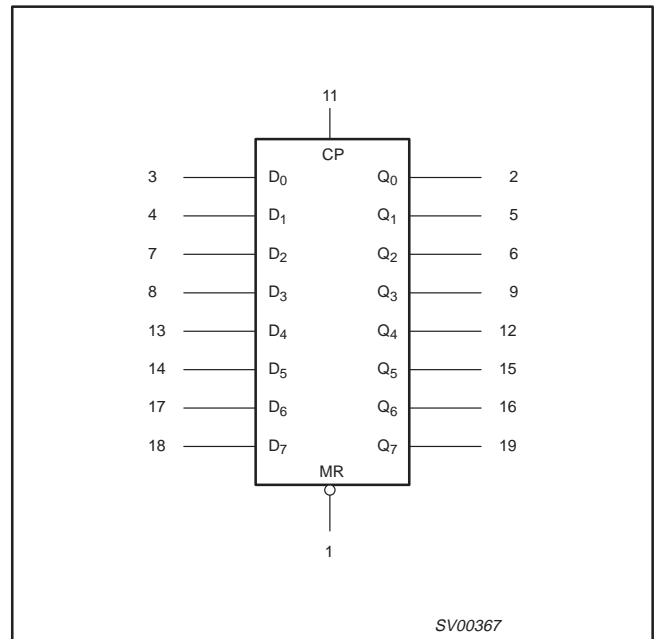 11
CP
3 D0 Q0 2
4 D1 Q1 5
7 D2 Q2 6
8 D3 Q3 9
13 D4 Q4 12
14 D5 Q5 15
17 D6 Q6 16
18 D7 Q7 19
MR
1
SV00367